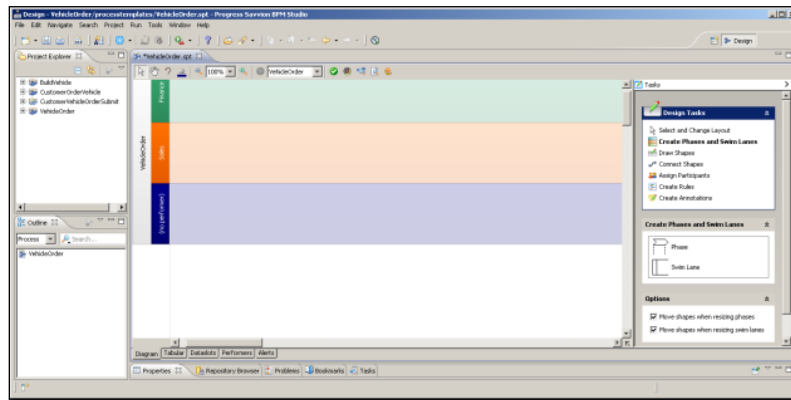 Design - VehicleOrder/processtemplates/VehicleOrder.spt - Progress Savvion BPM Studio
File Edit Navigate Search Project Run Tools Window Help
Design
Project Explorer
*VehicleOrder.spt
100%
VehicleOrder
BuildVehicle
CustomerOrderVehicle
CustomerVehicleOrderSubmit
VehicleOrder
VehicleOrder
Finance
Sales
(no performer)
Tasks
Design Tasks
Select and Change Layout
Create Phases and Swim Lanes
Draw Shapes
Connect Shapes
Assign Participants
Create Rules
Create Annotations
Create Phases and Swim Lanes
Phase
Swim Lane
Options
Move shapes when resizing phases
Move shapes when resizing swim lanes
Outline
Process
Search...
VehicleOrder
Diagram Tabular Dataslots Performers Alerts
Properties Repository Browser Problems Bookmarks Tasks